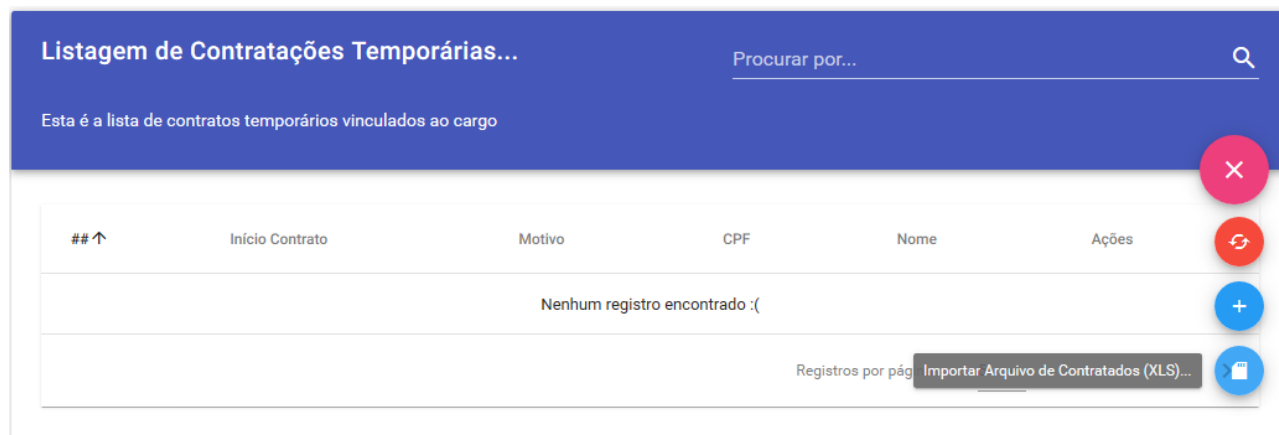 Listagem de Contratações Temporárias...
Procurar por...
Esta é a lista de contratos temporários vinculados ao cargo
## Início Contrato Motivo CPF Nome Ações
Nenhum registro encontrado :(
Registros por pág Importar Arquivo de Contratados (XLS)...